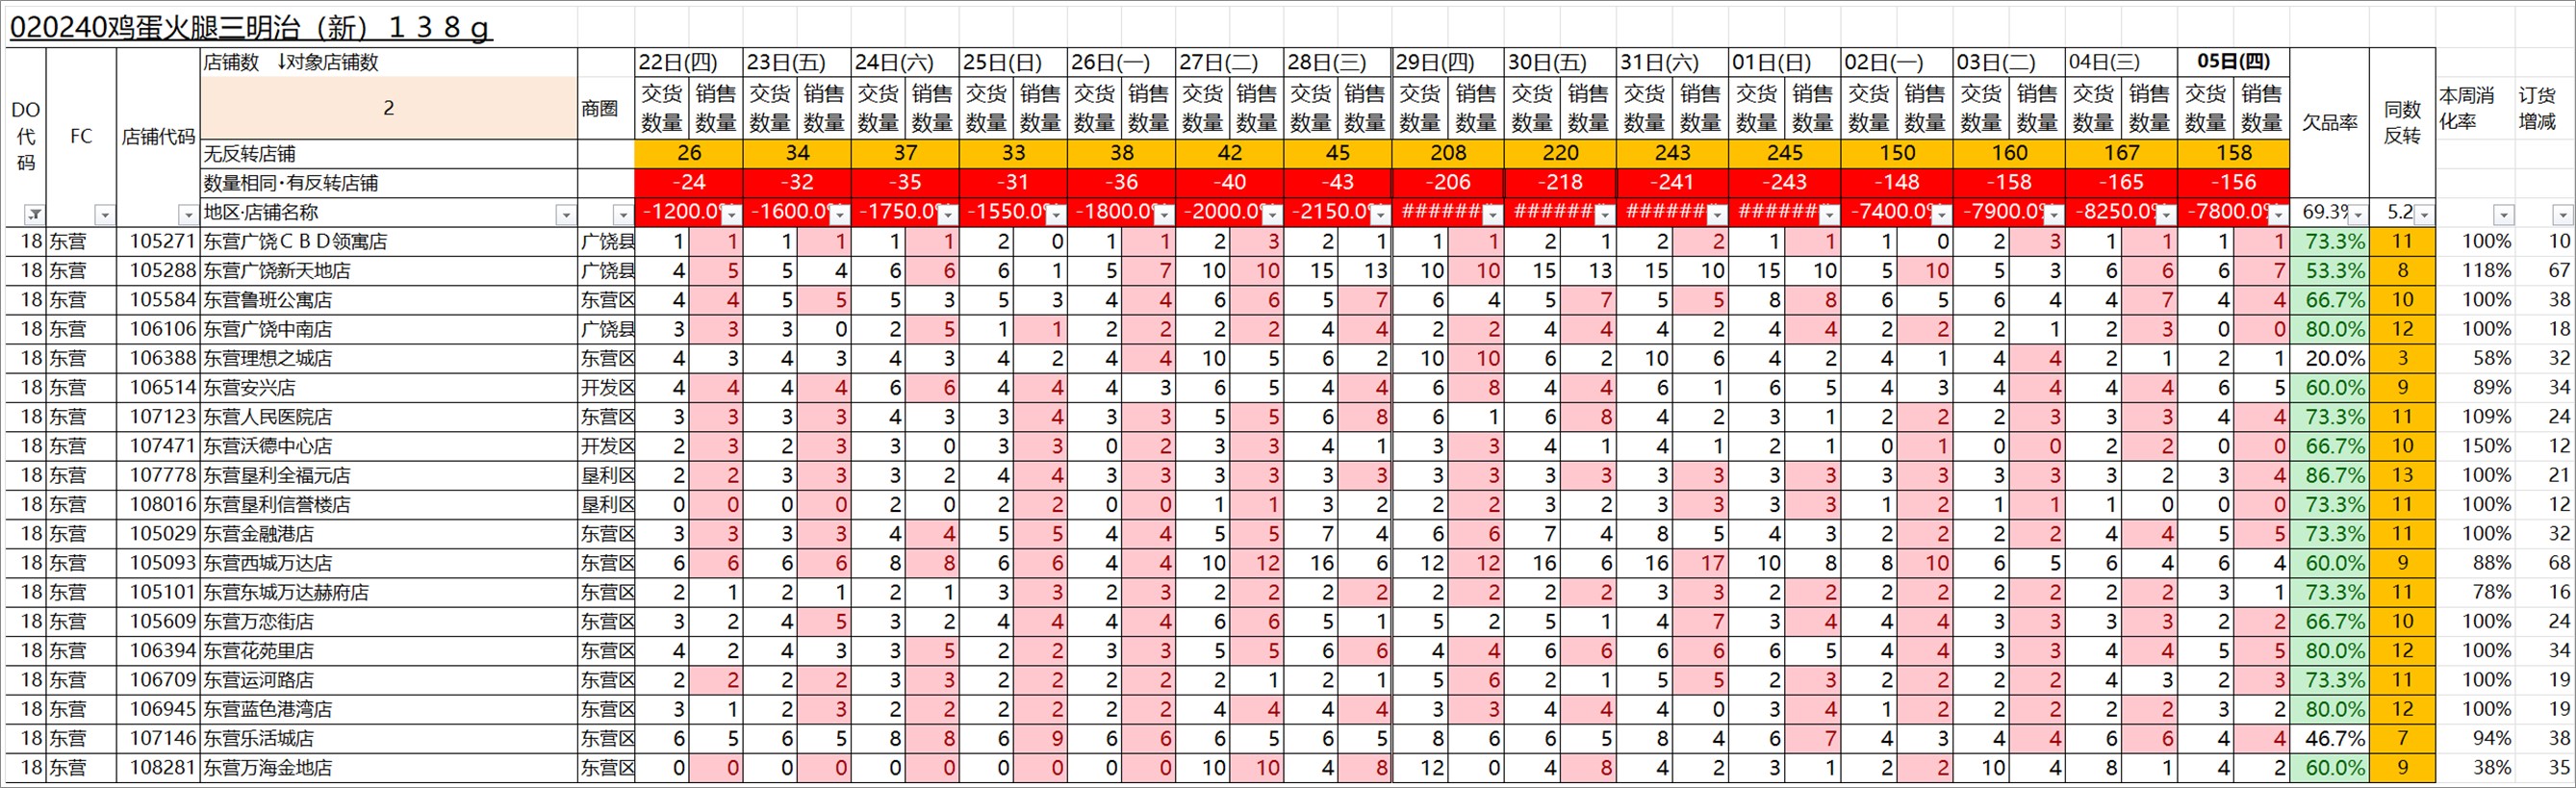 020240鸡蛋火腿三明治（新）１３８ｇ
DO代码 FC 店铺代码 店铺数 ↓对象店铺数 商圈 22日(四) 23日(五) 24日(六) 25日(日) 26日(一) 27日(二) 28日(三) 29日(四) 30日(五) 31日(六) 01日(日) 02日(一) 03日(二) 04日(三) 05日(四) 欠品率 同数反转 本周消化率 订货增减
2 交货数量 销售数量 交货数量 销售数量 交货数量 销售数量 交货数量 销售数量 交货数量 销售数量 交货数量 销售数量 交货数量 销售数量 交货数量 销售数量 交货数量 销售数量 交货数量 销售数量 交货数量 销售数量 交货数量 销售数量 交货数量 销售数量 交货数量 销售数量 交货数量 销售数量
无反转店铺 26 34 37 33 38 42 45 208 220 243 245 150 160 167 158
数量相同·有反转店铺 -24 -32 -35 -31 -36 -40 -43 -206 -218 -241 -243 -148 -158 -165 -156
地区·店铺名称 -1200.0% -1600.0% -1750.0% -1550.0% -1800.0% -2000.0% -2150.0% ###### ###### ###### ###### -7400.0% -7900.0% -8250.0% -7800.0% 69.3% 5.2
18 东营 105271 东营广饶ＣＢＤ领寓店 广饶县 1 1 1 1 1 1 2 0 1 1 2 3 2 1 1 1 2 1 2 2 1 1 1 0 2 3 1 1 1 1 73.3% 11 100% 10
18 东营 105288 东营广饶新天地店 广饶县 4 5 5 4 6 6 6 1 5 7 10 10 15 13 10 10 15 13 15 10 15 10 5 10 5 3 6 6 6 7 53.3% 8 118% 67
18 东营 105584 东营鲁班公寓店 东营区 4 4 5 5 5 3 5 3 4 4 6 6 5 7 6 4 5 7 5 5 8 8 6 5 6 4 4 7 4 4 66.7% 10 100% 38
18 东营 106106 东营广饶中南店 广饶县 3 3 3 0 2 5 1 1 2 2 2 2 4 4 2 2 4 4 4 2 4 4 2 2 2 1 2 3 0 0 80.0% 12 100% 18
18 东营 106388 东营理想之城店 东营区 4 3 4 3 4 3 4 2 4 4 10 5 6 2 10 10 6 2 10 6 4 2 4 1 4 4 2 1 2 1 20.0% 3 58% 32
18 东营 106514 东营安兴店 开发区 4 4 4 4 6 6 4 4 4 3 6 5 4 4 6 8 4 4 6 1 6 5 4 3 4 4 4 4 6 5 60.0% 9 89% 34
18 东营 107123 东营人民医院店 东营区 3 3 3 3 4 3 3 4 3 3 5 5 6 8 6 1 6 8 4 2 3 1 2 2 2 3 3 3 4 4 73.3% 11 109% 24
18 东营 107471 东营沃德中心店 开发区 2 3 2 3 3 0 3 3 0 2 3 3 4 1 3 3 4 1 4 1 2 1 0 1 0 0 2 2 0 0 66.7% 10 150% 12
18 东营 107778 东营垦利全福元店 垦利区 2 2 3 3 3 2 4 4 3 3 3 3 3 3 3 3 3 3 3 3 3 3 3 3 3 3 3 2 3 4 86.7% 13 100% 21
18 东营 108016 东营垦利信誉楼店 垦利区 0 0 0 0 2 0 2 2 0 0 1 1 3 2 2 2 3 2 3 3 3 3 1 2 1 1 1 0 0 0 73.3% 11 100% 12
18 东营 105029 东营金融港店 东营区 3 3 3 3 4 4 5 5 4 4 5 5 7 4 6 6 7 4 8 5 4 3 2 2 2 2 4 4 5 5 73.3% 11 100% 32
18 东营 105093 东营西城万达店 东营区 6 6 6 6 8 8 6 6 4 4 10 12 16 6 12 12 16 6 16 17 10 8 8 10 6 5 6 4 6 4 60.0% 9 88% 68
18 东营 105101 东营东城万达赫府店 东营区 2 1 2 1 2 1 3 3 2 3 2 2 2 2 2 2 2 2 3 3 2 2 2 2 2 2 2 2 3 1 73.3% 11 78% 16
18 东营 105609 东营万恋街店 东营区 3 2 4 5 3 2 4 4 4 4 6 6 5 1 5 2 5 1 4 7 3 4 4 4 3 3 3 3 2 2 66.7% 10 100% 24
18 东营 106394 东营花苑里店 东营区 4 2 4 3 3 5 2 2 3 3 5 5 6 6 4 4 6 6 6 6 6 5 4 4 3 3 4 4 5 5 80.0% 12 100% 34
18 东营 106709 东营运河路店 东营区 2 2 2 2 3 3 2 2 2 2 2 1 2 1 5 6 2 1 5 5 2 3 2 2 2 2 4 3 2 3 73.3% 11 100% 19
18 东营 106945 东营蓝色港湾店 东营区 3 1 2 3 2 2 2 2 2 2 4 4 4 4 3 3 4 4 4 0 3 4 1 2 2 2 2 2 3 2 80.0% 12 100% 19
18 东营 107146 东营乐活城店 东营区 6 5 6 5 8 8 6 9 6 6 6 5 6 5 8 6 6 5 8 4 6 7 4 3 4 4 6 6 4 4 46.7% 7 94% 38
18 东营 108281 东营万海金地店 东营区 0 0 0 0 0 0 0 0 0 0 10 10 4 8 12 0 4 8 4 2 3 1 2 2 10 4 8 1 4 2 60.0% 9 38% 35